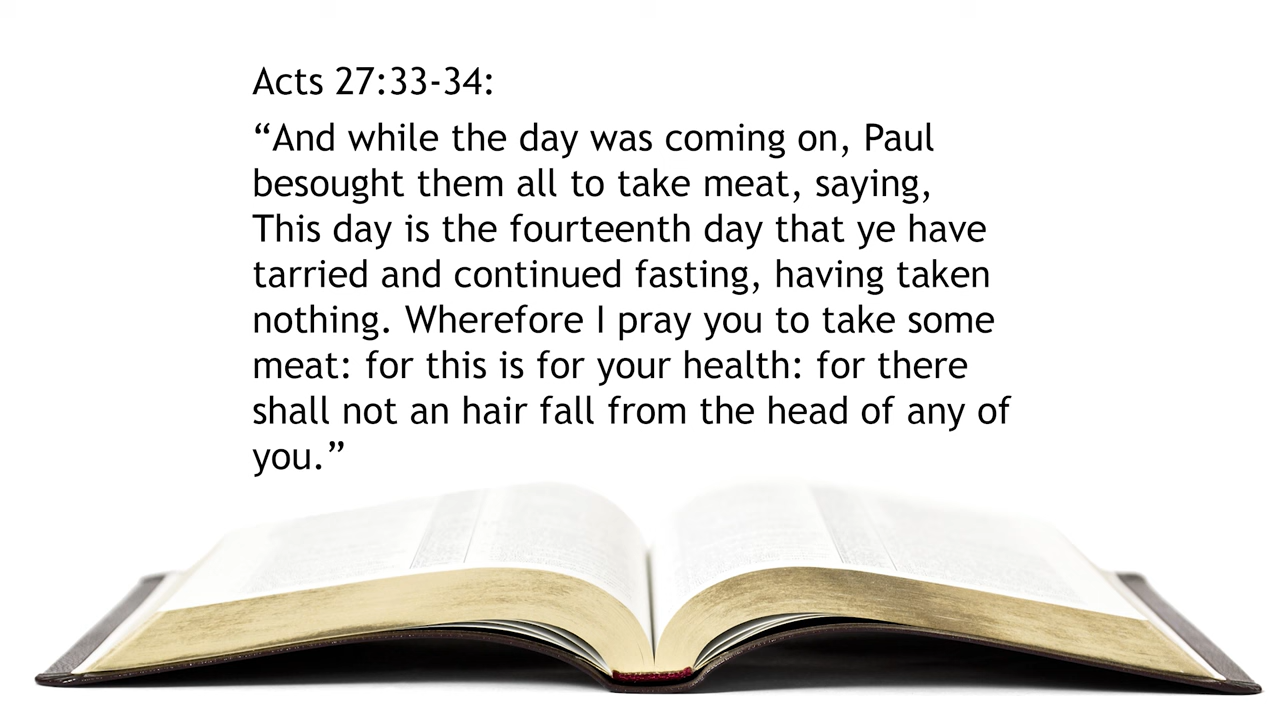 Acts 27:33-34:
“And while the day was coming on, Paul
besought them all to take meat, saying,
This day is the fourteenth day that ye have
tarried and continued fasting, having taken
nothing. Wherefore I pray you to take some
meat: for this is for your health: for there
shall not an hair fall from the head of any of
you.”